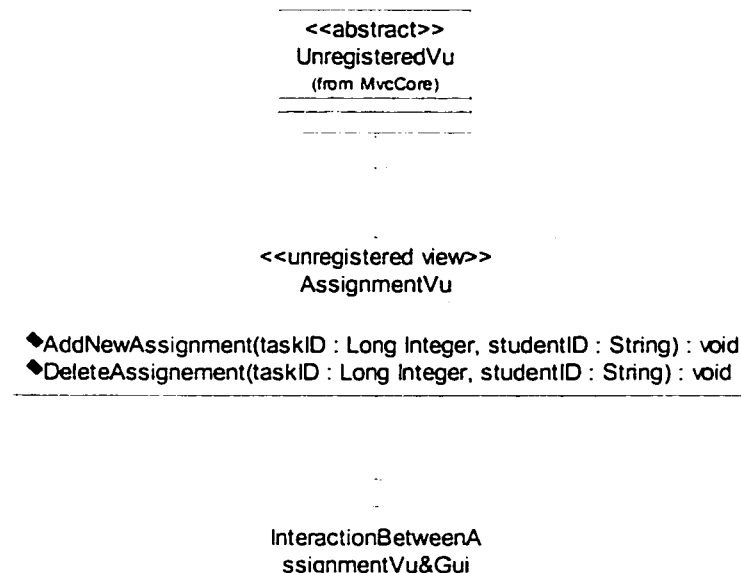 <<abstract>>
UnregisteredVu
(from MvcCore)
<<unregistered view>>
AssignmentVu
AddNewAssignment(taskID : Long Integer, studentID : String) : void
DeleteAssignement(taskID : Long Integer, studentID : String) : void
InteractionBetweenA
ssignmentVu&Gui